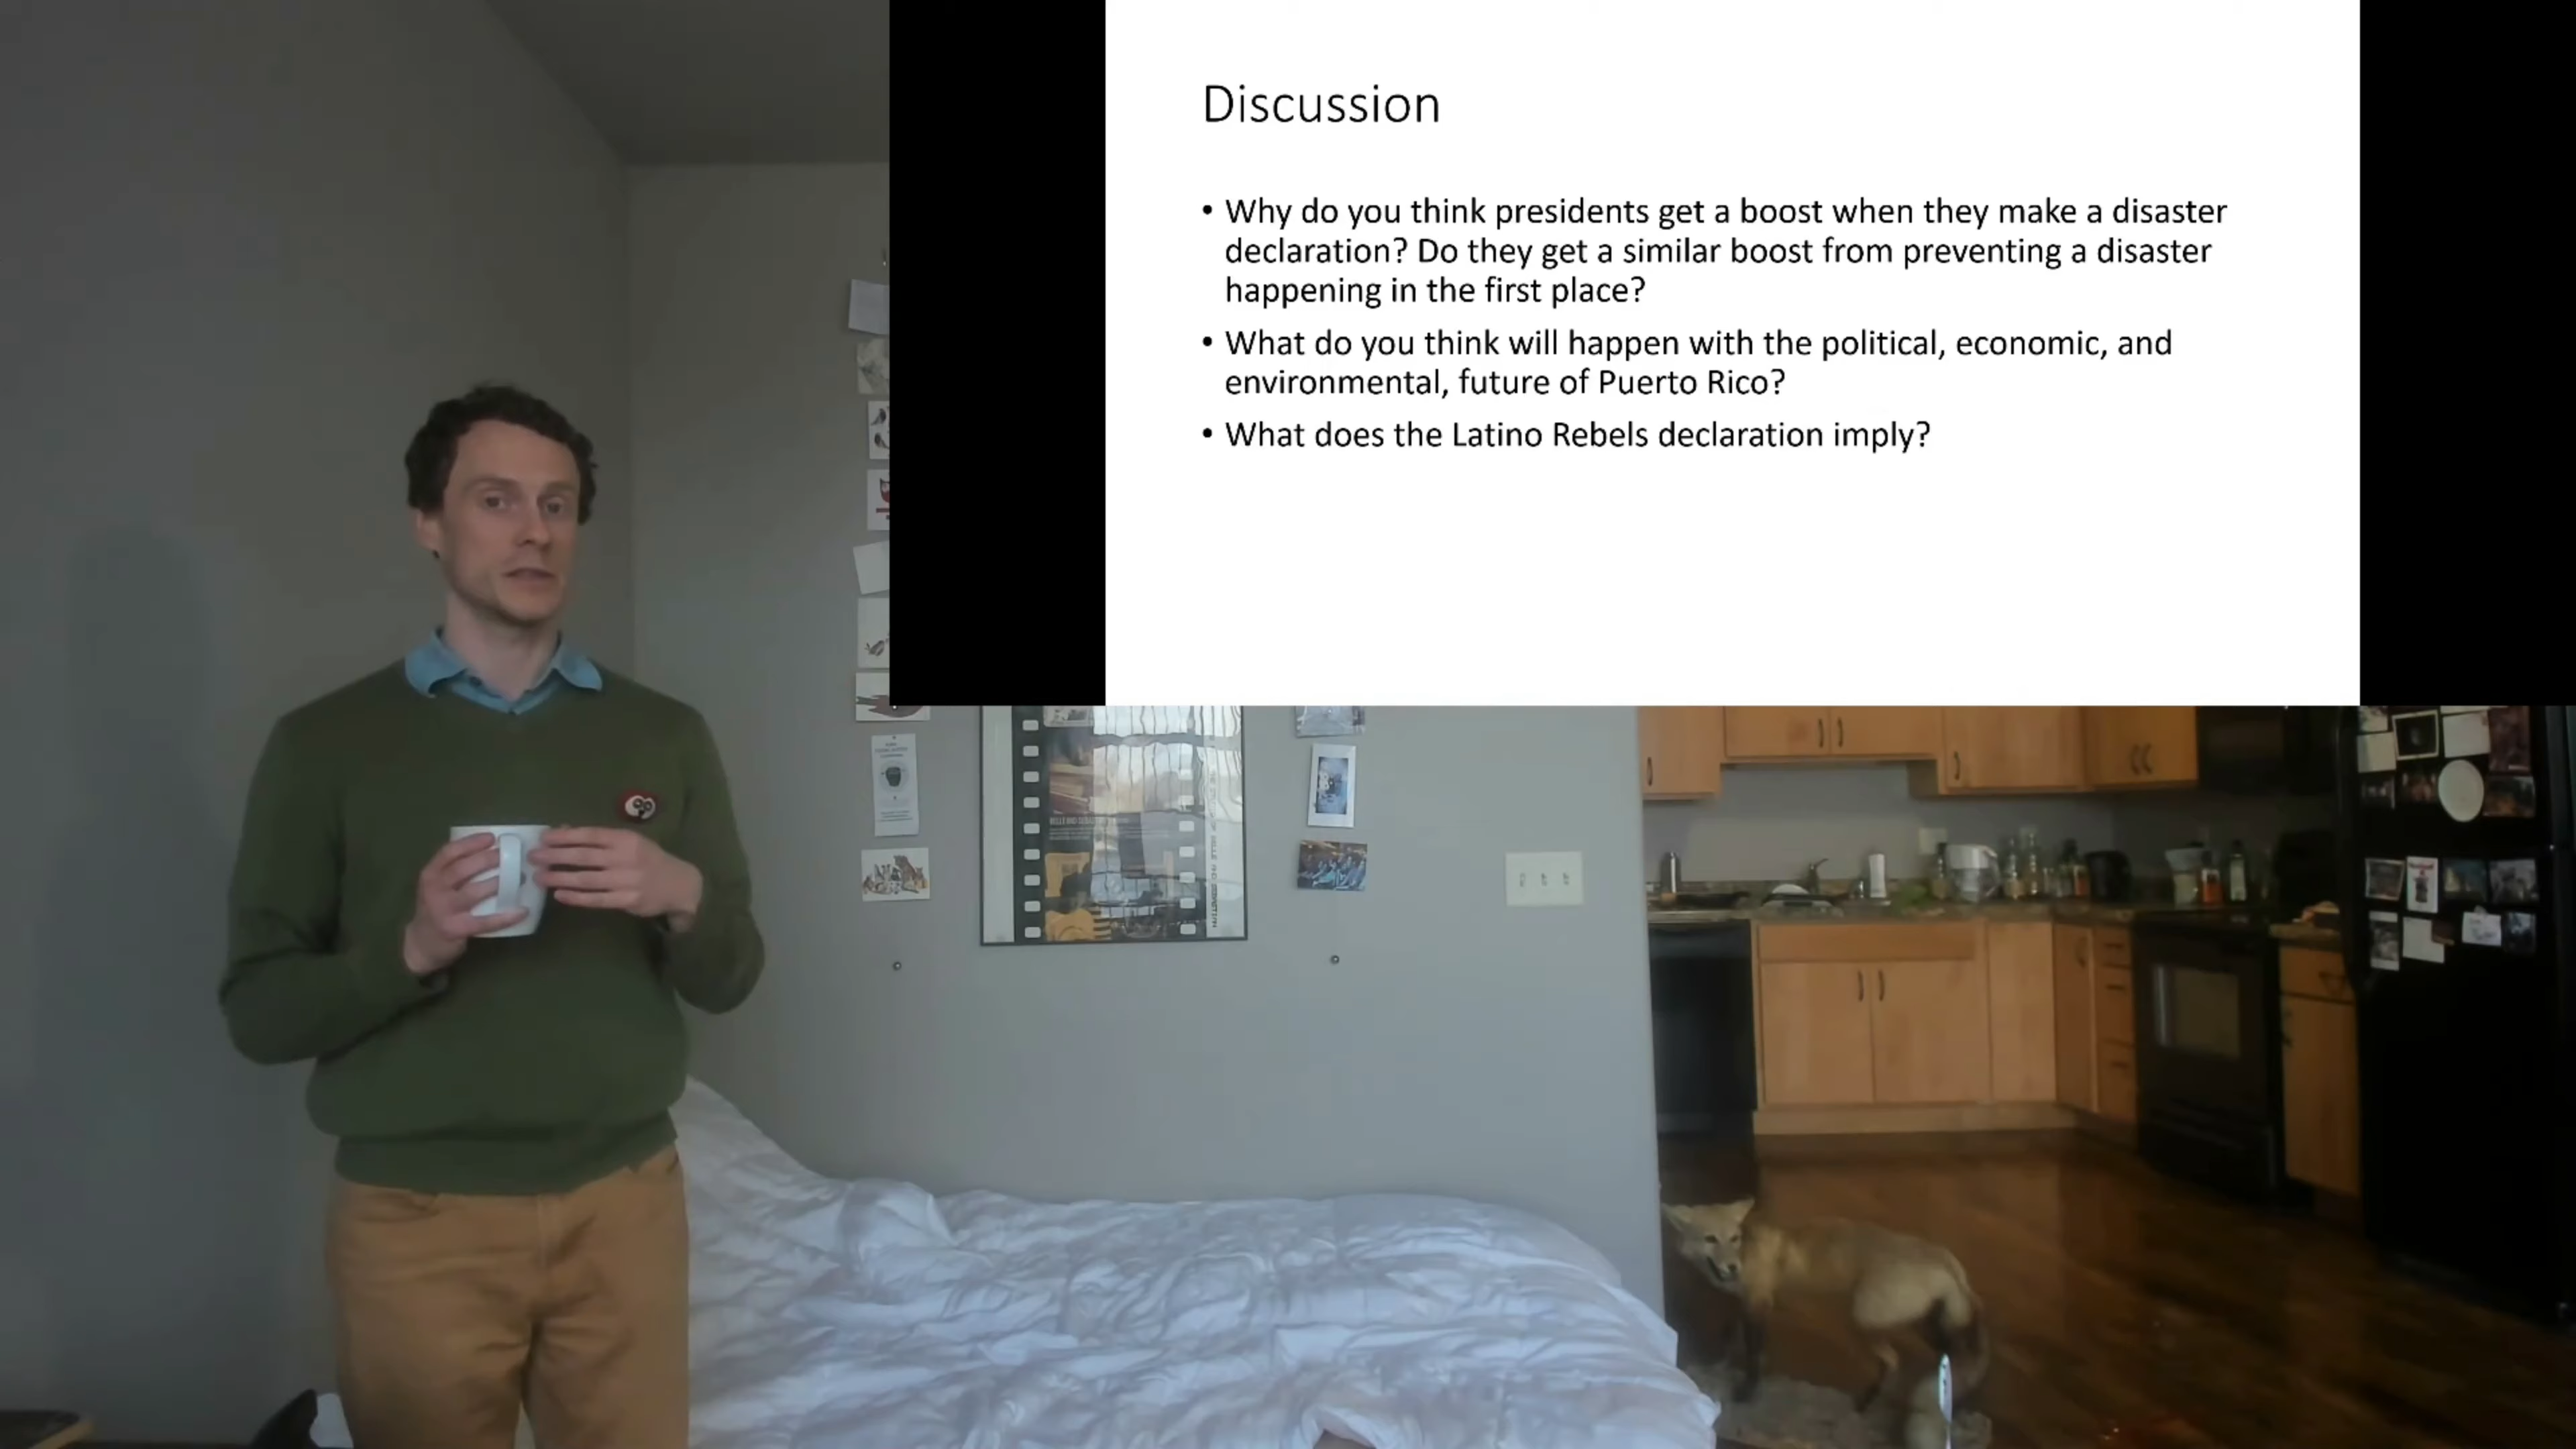 Discussion
• Why do you think presidents get a boost when they make a disaster
declaration? Do they get a similar boost from preventing a disaster
happening in the first place?
• What do you think will happen with the political, economic, and
environmental, future of Puerto Rico?
• What does the Latino Rebels declaration imply?